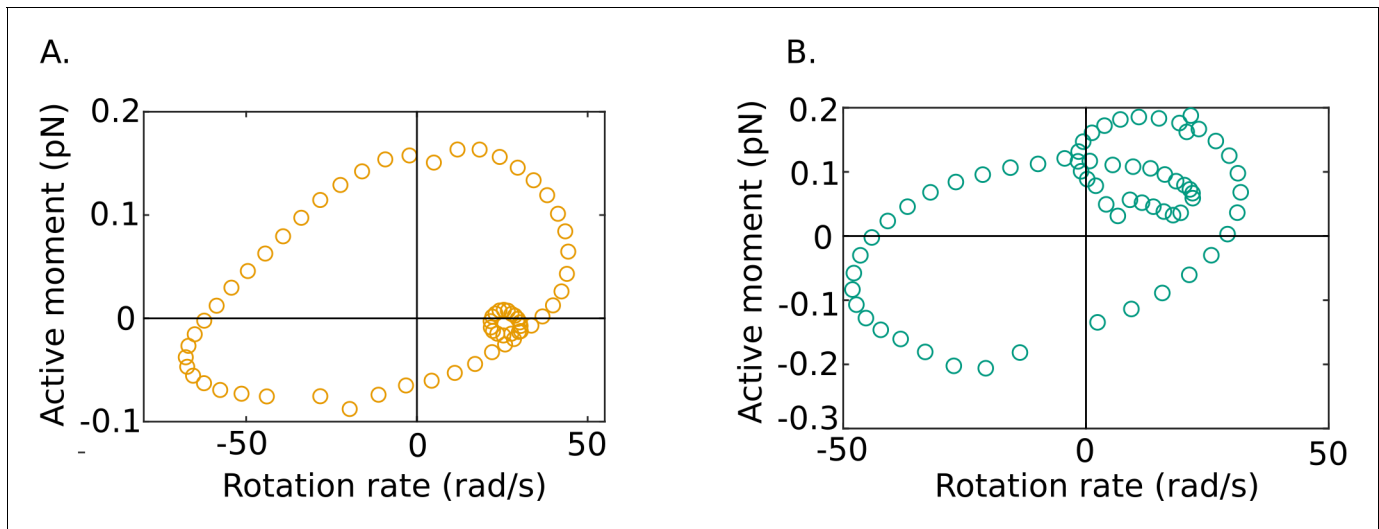 A.
B.
Active moment (pN)
0.2
0.1
0
-0.1
-50
0
50
Rotation rate (rad/s)
Active moment (pN)
0.2
0.1
0
-0.1
-0.2
-0.3
-50
0
50
Rotation rate (rad/s)